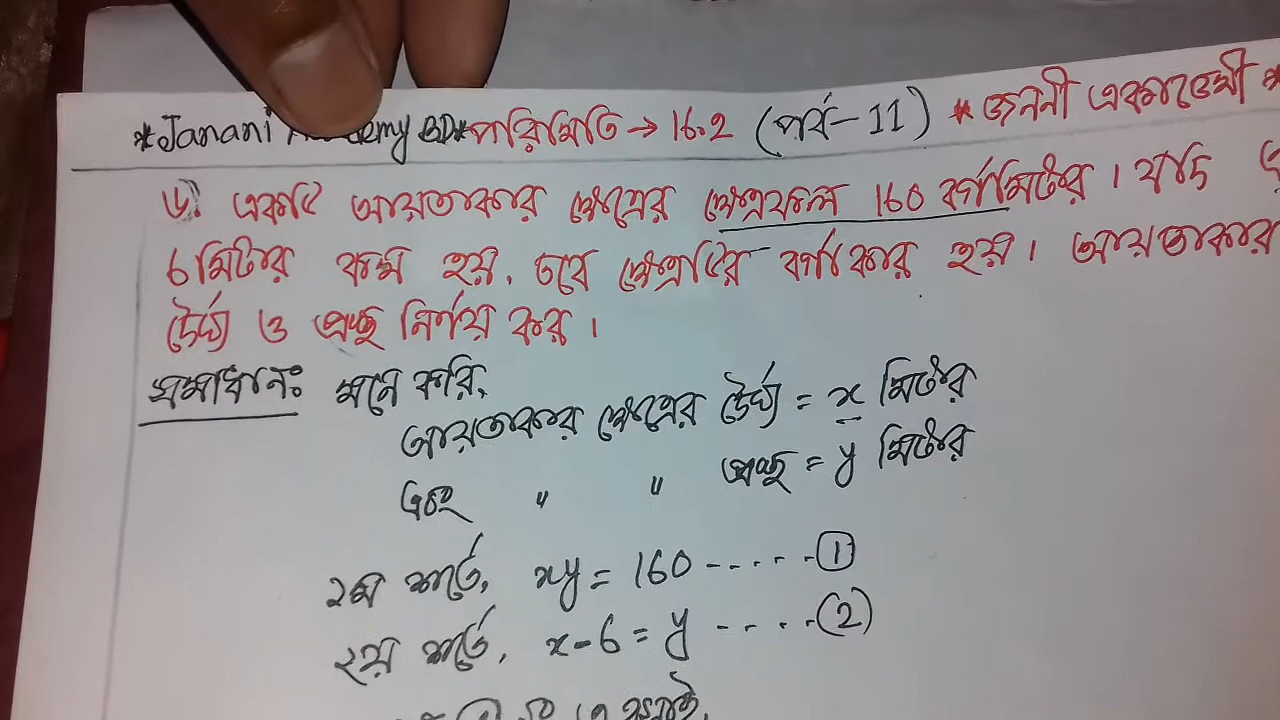 *Janani Academy BD*পরিমিতি→16.2 (পর্ব-11) *জননী একাডেমী*
৬. একটি আয়তাকার ক্ষেত্রের ক্ষেত্রফল 160 বর্গমিটার। যদি
6 মিটার কম হয়, তবে ক্ষেত্রটির বর্গাকার হয়। আয়তাকার
দৈর্ঘ্য ও প্রস্থ নির্ণয় কর।
সমাধানঃ মনে করি,
আয়তাকার ক্ষেত্রের দৈর্ঘ্য = x মিটার
এবং " " প্রস্থ = y মিটার
১ম শর্তে, xy = 160 ------(1)
২য় শর্তে, x-6 = y -----(2)